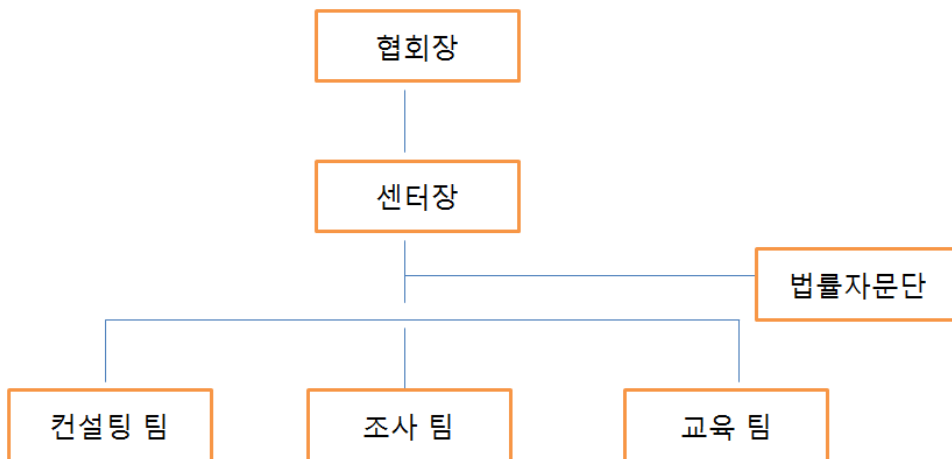 협회장
센터장
법률자문단
컨설팅 팀
조사 팀
교육 팀